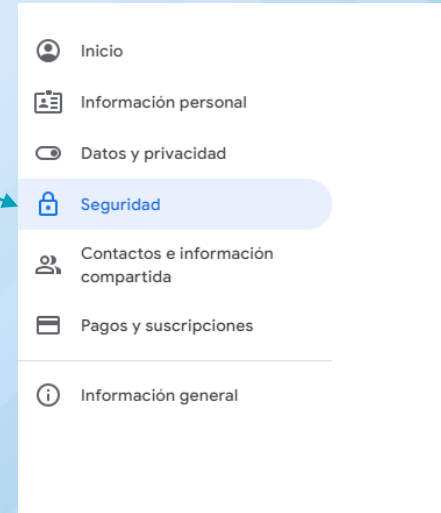 Inicio
Información personal
Datos y privacidad
Seguridad
Contactos e información
compartida
Pagos y suscripciones
Información general